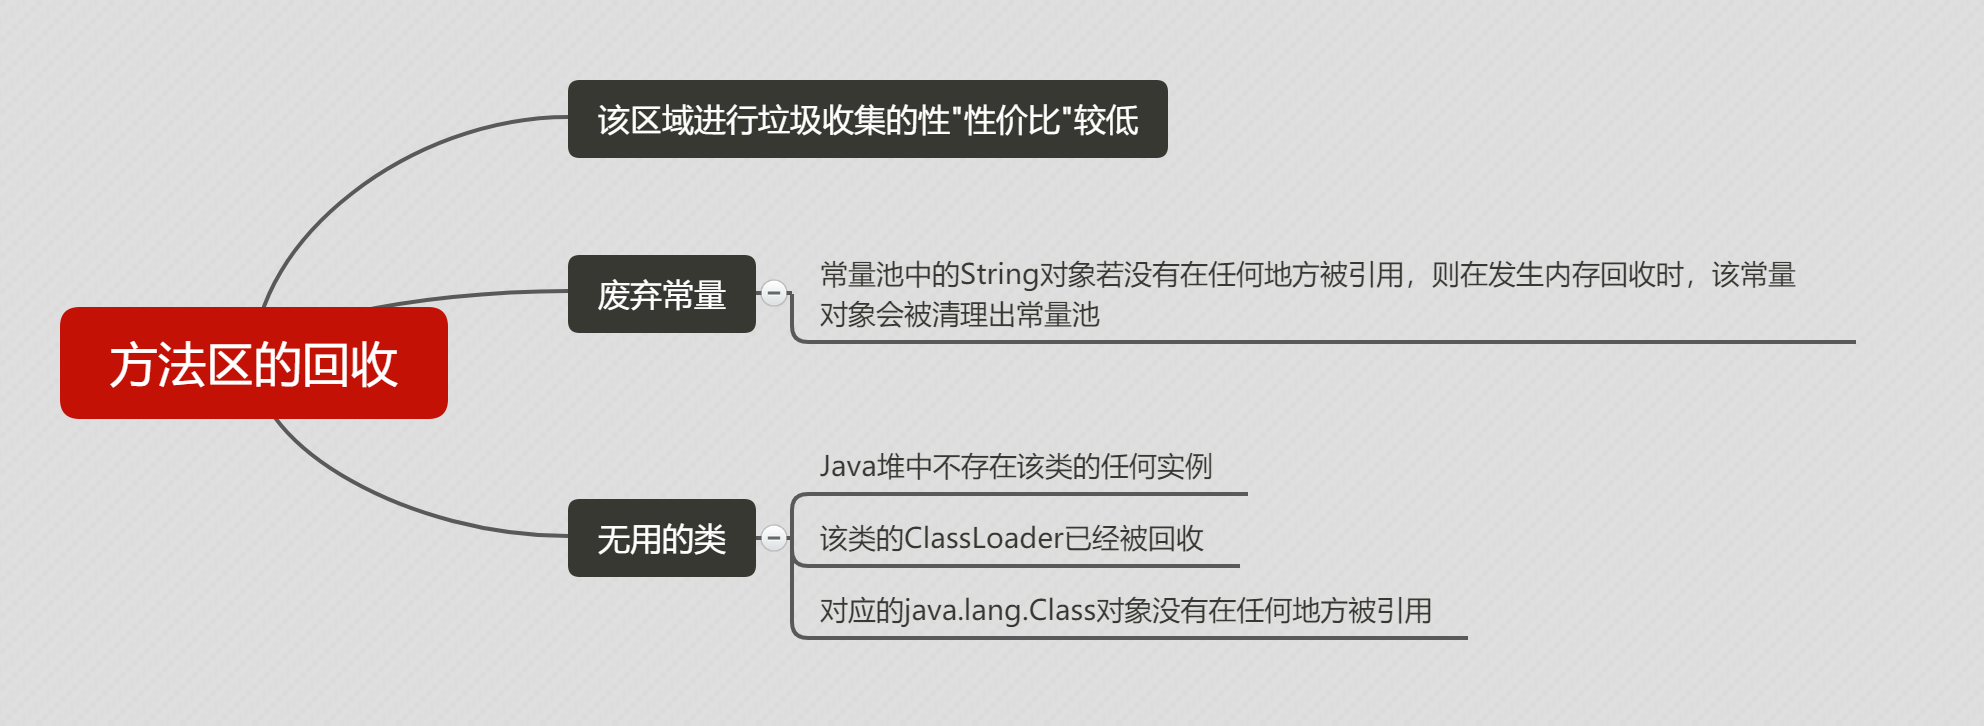 该区域进行垃圾收集的性"性价比"较低
废弃常量
常量池中的String对象若没有在任何地方被引用，则在发生内存回收时，该常量
对象会被清理出常量池
方法区的回收
无用的类
Java堆中不存在该类的任何实例
该类的ClassLoader已经被回收
对应的java.lang.Class对象没有在任何地方被引用